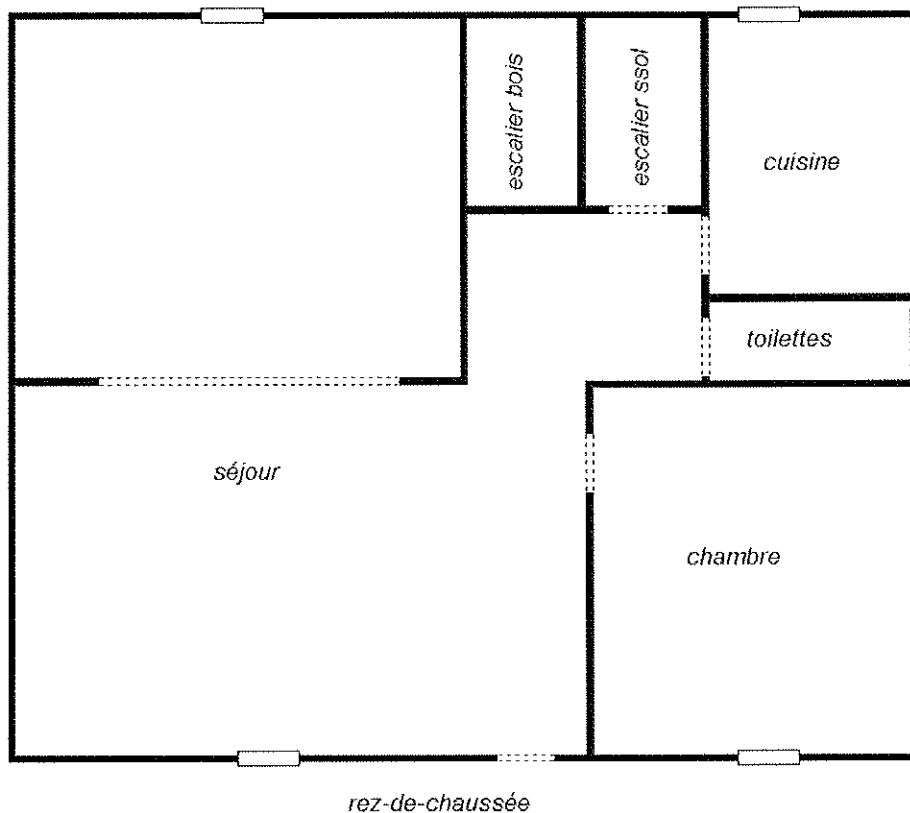 escalier bois
escalier ssol
cuisine
toilettes
séjour
chambre
rez-de-chaussée